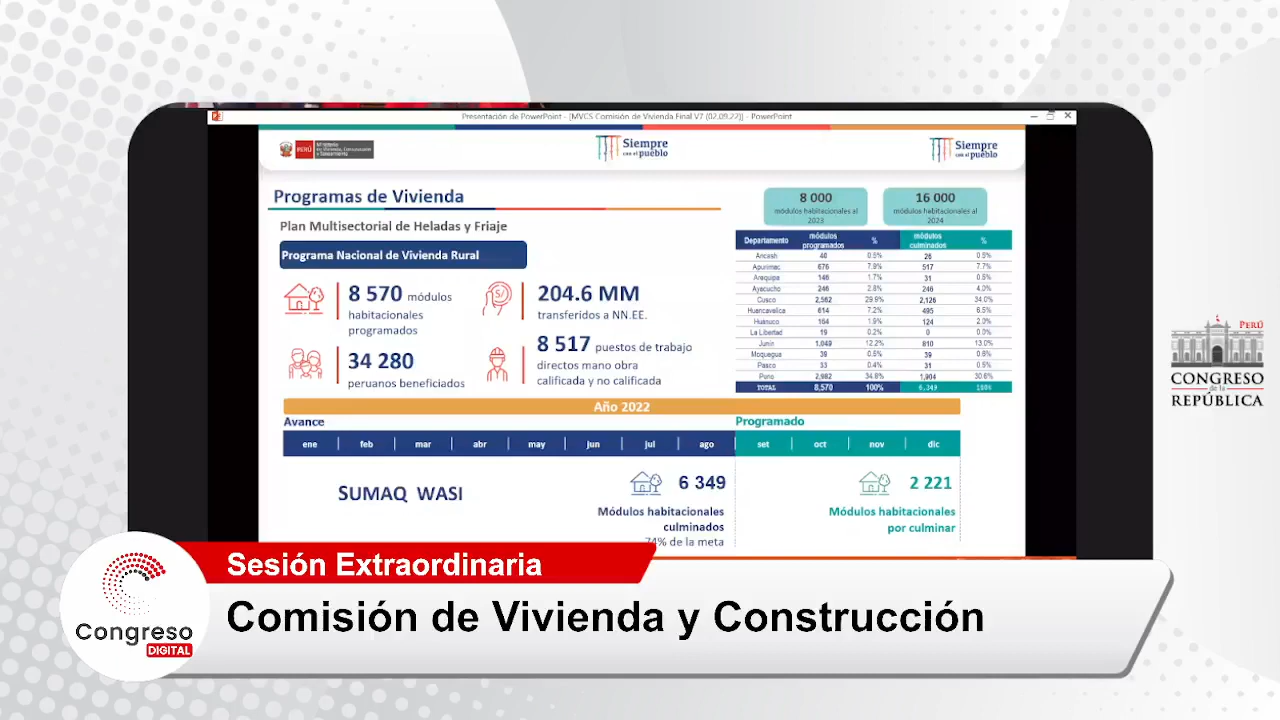 Presentación de PowerPoint - [MVCS Comisión de Vivienda Final V7 (02.09.22)] - PowerPoint
PERÚ
Siempre
con el pueblo
Siempre
con el pueblo
Programas de Vivienda
Plan Multisectorial de Heladas y Friaje
Programa Nacional de Vivienda Rural
8 570 módulos
habitacionales
programados
204.6 MM
transferidos a NN.EE.
34 280
peruanos beneficiados
8 517 puestos de trabajo
directos mano obra
calificada y no calificada
8 000
módulos habitacionales al
2023
16 000
módulos habitacionales al
2024
Departamento módulos programados % módulos culminados %
Ancash 40 0.5% 26 0.5%
Apurimac 676 7.9% 517 7.7%
Arequipa 146 1.7% 31 0.5%
Ayacucho 246 2.8% 246 4.0%
Cusco 2,562 29.9% 2,126 34.0%
Huancavelica 614 7.2% 495 6.5%
Huanuco 164 1.9% 124 2.0%
La Libertad 19 0.2% 0 0.0%
Junin 1,049 12.2% 810 13.0%
Moquegua 39 0.5% 39 0.6%
Pasco 33 0.4% 31 0.5%
Puno 2,982 34.8% 1,904 30.6%
TOTAL 8,570 100% 6,349 100%
Año 2022
Avance
Programado
ene feb mar abr may jun jul ago set oct nov dic
SUMAQ WASI
6 349
Módulos habitacionales
culminados
74% de la meta
2 221
Módulos habitacionales
por culminar
PERÚ
CONGRESO
de la
REPÚBLICA
Sesión Extraordinaria
Comisión de Vivienda y Construcción
Congreso
DIGITAL